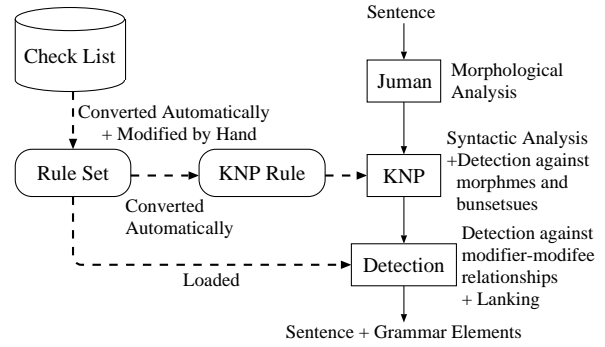 Sentence
Check List
Juman
Morphological
Analysis
Converted Automatically
+ Modified by Hand
Rule Set
KNP Rule
KNP
Syntactic Analysis
+Detection against
morphmes and
bunsetsues
Converted
Automatically
Loaded
Detection
Detection against
modifier-modifee
relationships
+ Lanking
Sentence + Grammar Elements